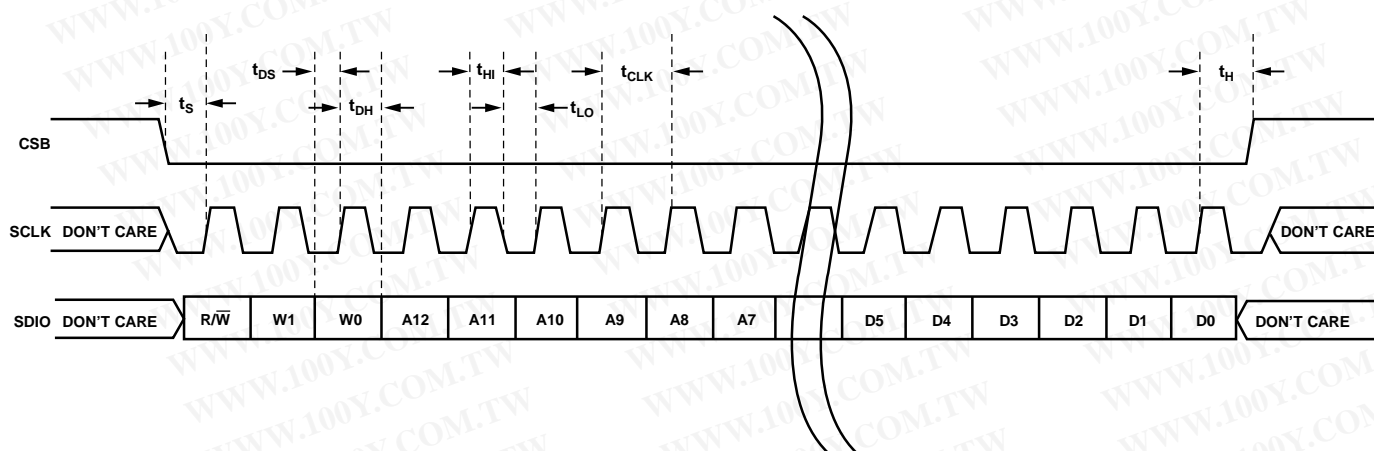 tDS
tHI
tCLK
tH
tS
tDH
tLO
CSB
SCLK DON'T CARE
DON'T CARE
SDIO DON'T CARE R/W̅ W1 W0 A12 A11 A10 A9 A8 A7 D5 D4 D3 D2 D1 D0 DON'T CARE
WWW.100Y.COM.TW